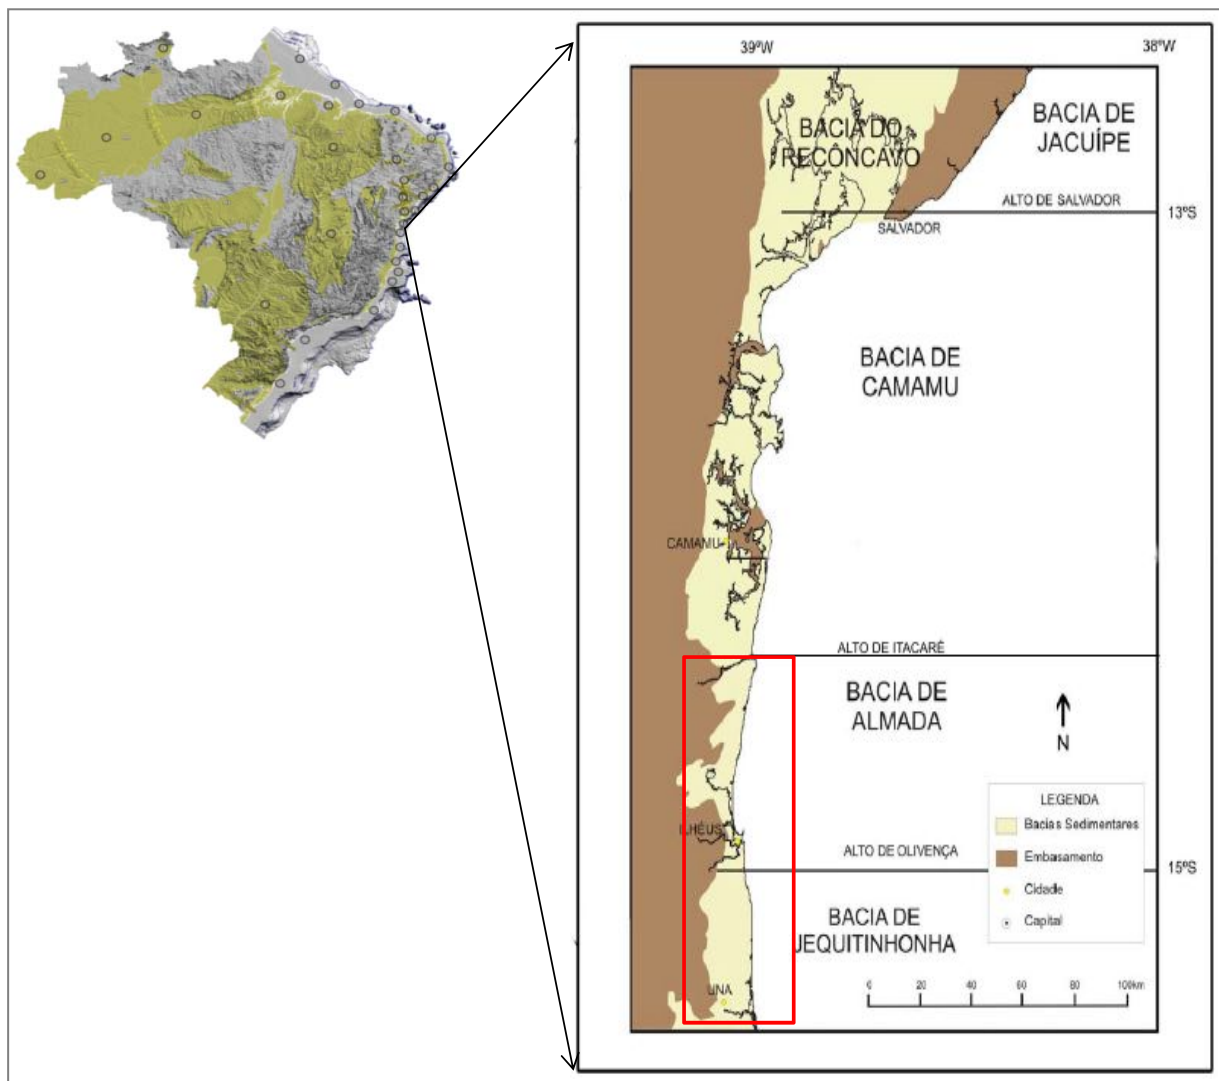 39ºW
38ºW
BACIA DE
JACUÍPE
BACIA DO
RECÔNCAVO
ALTO DE SALVADOR
13ºS
SALVADOR
BACIA DE
CAMAMU
CAMAMU
ALTO DE ITACARÉ
BACIA DE
ALMADA
N
LEGENDA
Bacias Sedimentares
Embasamento
Cidade
Capital
ILHÉUS
ALTO DE OLIVENÇA
15ºS
BACIA DE
JEQUITINHONHA
UNA
0 20 40 60 80 100km